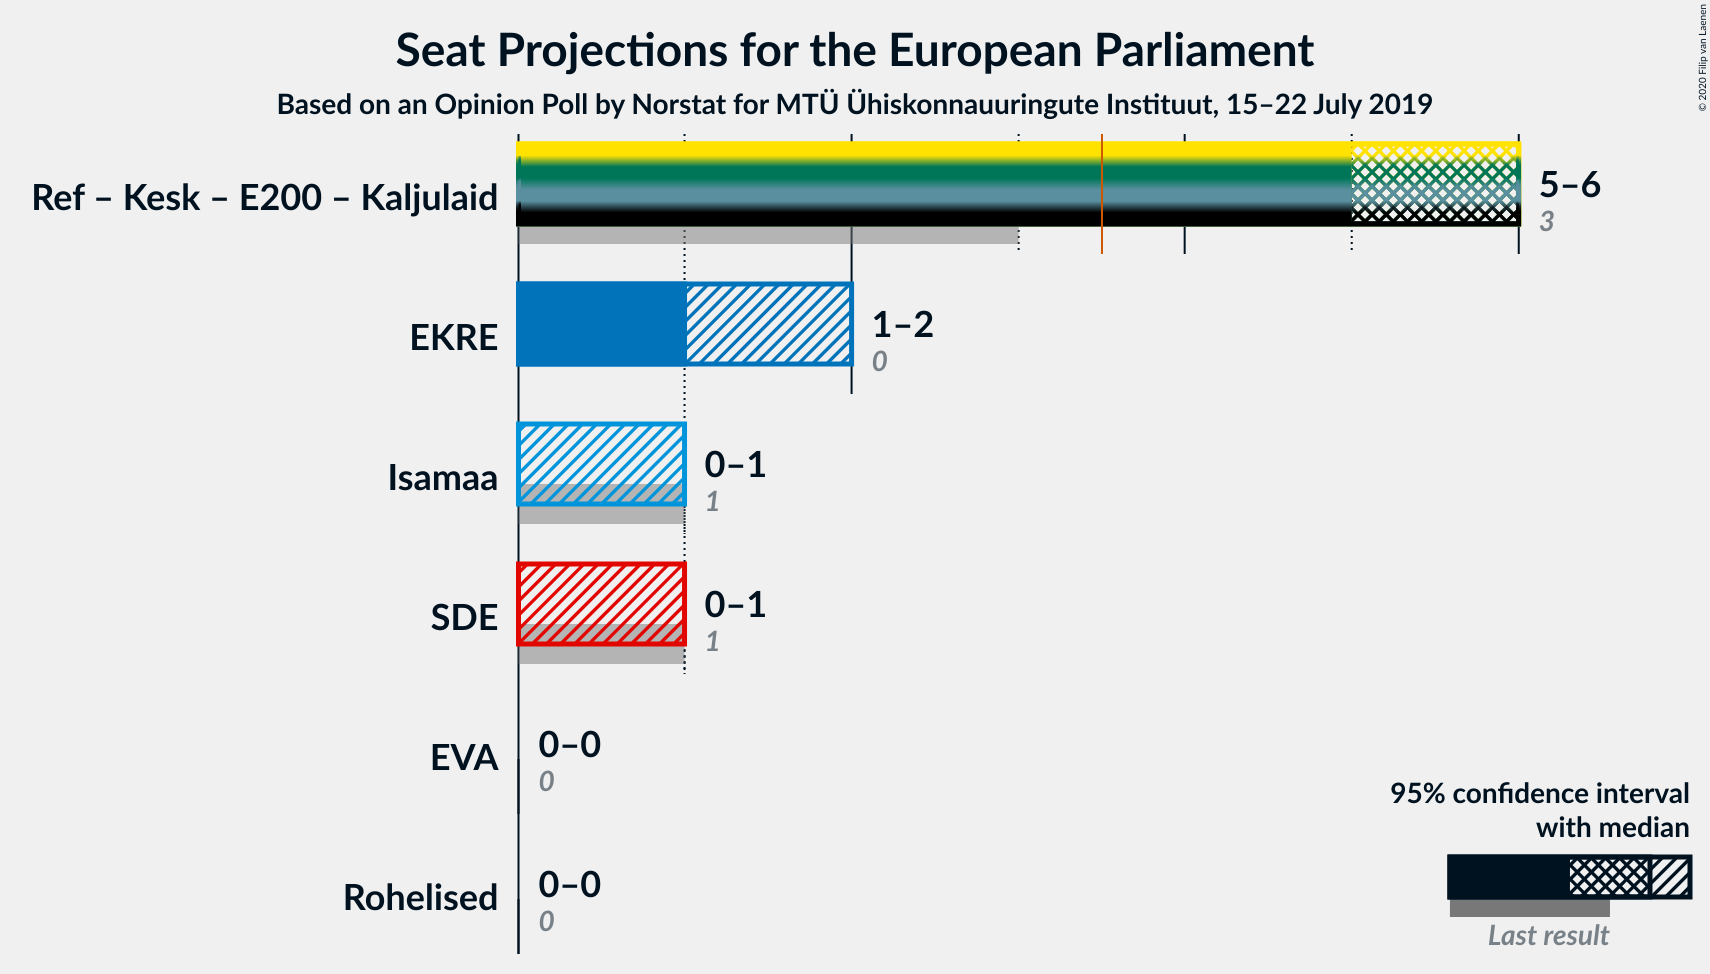 Seat Projections for the European Parliament
Based on an Opinion Poll by Norstat for MTÜ Ühiskonnauuringute Instituut, 15–22 July 2019
© 2020 Filip van Laenen
Ref – Kesk – E200 – Kaljulaid
5–6
3
EKRE
1–2
0
Isamaa
0–1
1
SDE
0–1
1
EVA
0–0
0
Rohelised
0–0
0
95% confidence interval
with median
Last result